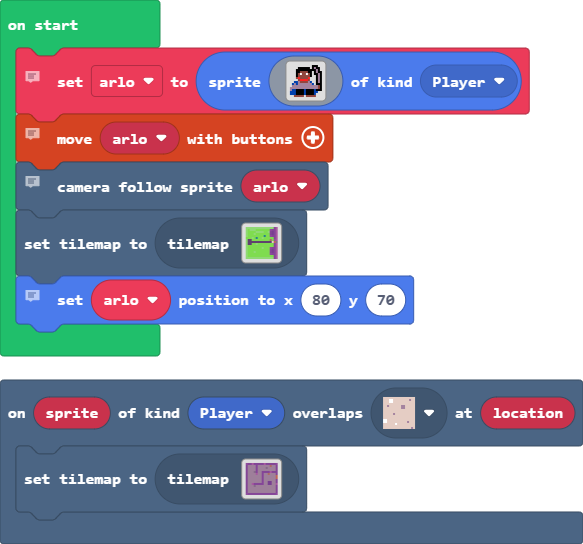 on start
set arlo to sprite of kind Player
move arlo with buttons
camera follow sprite arlo
set tilemap to tilemap
set arlo position to x 80 y 70
on sprite of kind Player overlaps at location
set tilemap to tilemap